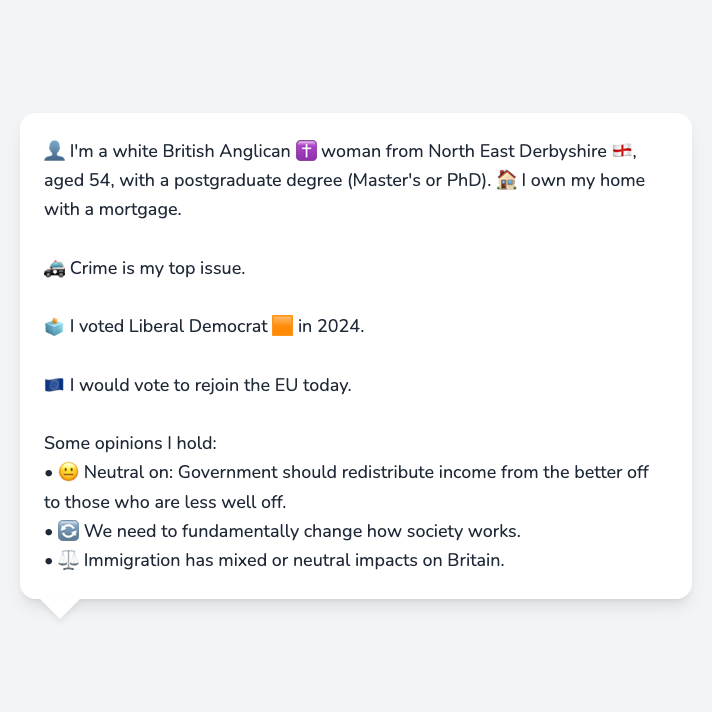 👤 I'm a white British Anglican ✝️ woman from North East Derbyshire 🏴󠁧󠁢󠁥󠁮󠁧󠁿,
aged 54, with a postgraduate degree (Master's or PhD). 🏠 I own my home
with a mortgage.
🚓 Crime is my top issue.
🗳️ I voted Liberal Democrat 🟧 in 2024.
🇪🇺 I would vote to rejoin the EU today.
Some opinions I hold:
• 😐 Neutral on: Government should redistribute income from the better off
to those who are less well off.
• 🔄 We need to fundamentally change how society works.
• ⚖️ Immigration has mixed or neutral impacts on Britain.